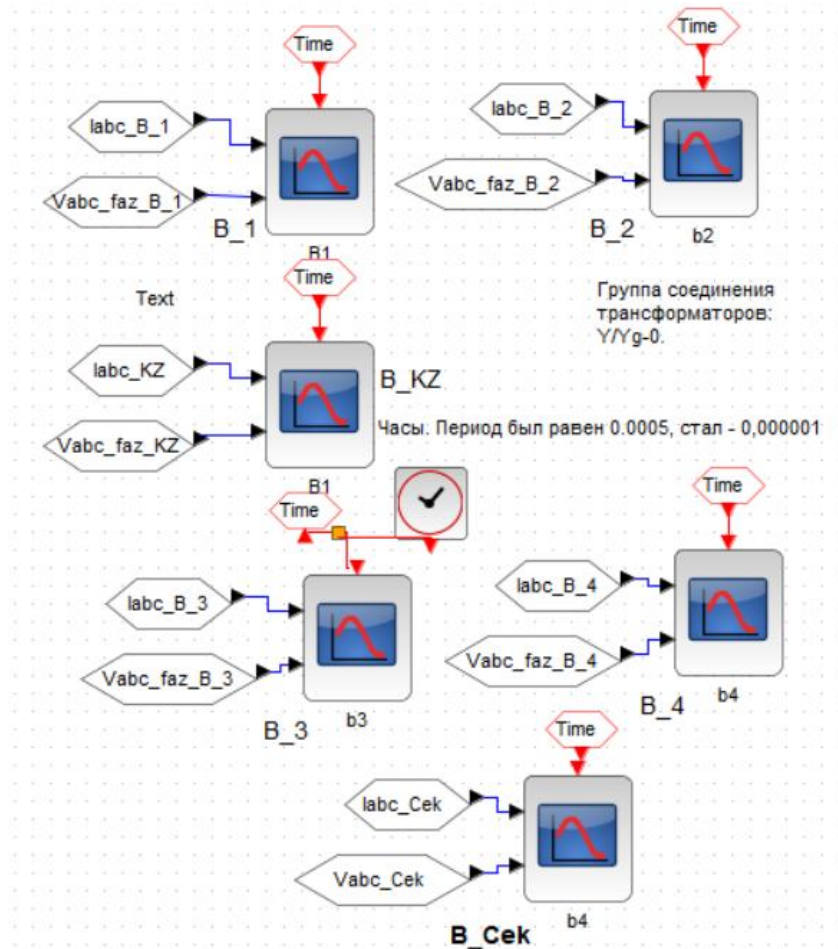 Time
Iabc_B_1
Vabc_faz_B_1
B_1
B1
Time
Iabc_B_2
Vabc_faz_B_2
B_2
b2
Text
Группа соединения
трансформаторов:
Y/Yg-0.
Time
Iabc_KZ
Vabc_faz_KZ
B_KZ
B1
Часы. Период был равен 0.0005, стал - 0,000001
Time
Iabc_B_3
Vabc_faz_B_3
B_3
b3
Time
Iabc_B_4
Vabc_faz_B_4
B_4
b4
Time
Iabc_Cek
Vabc_Cek
b4
B_Cek